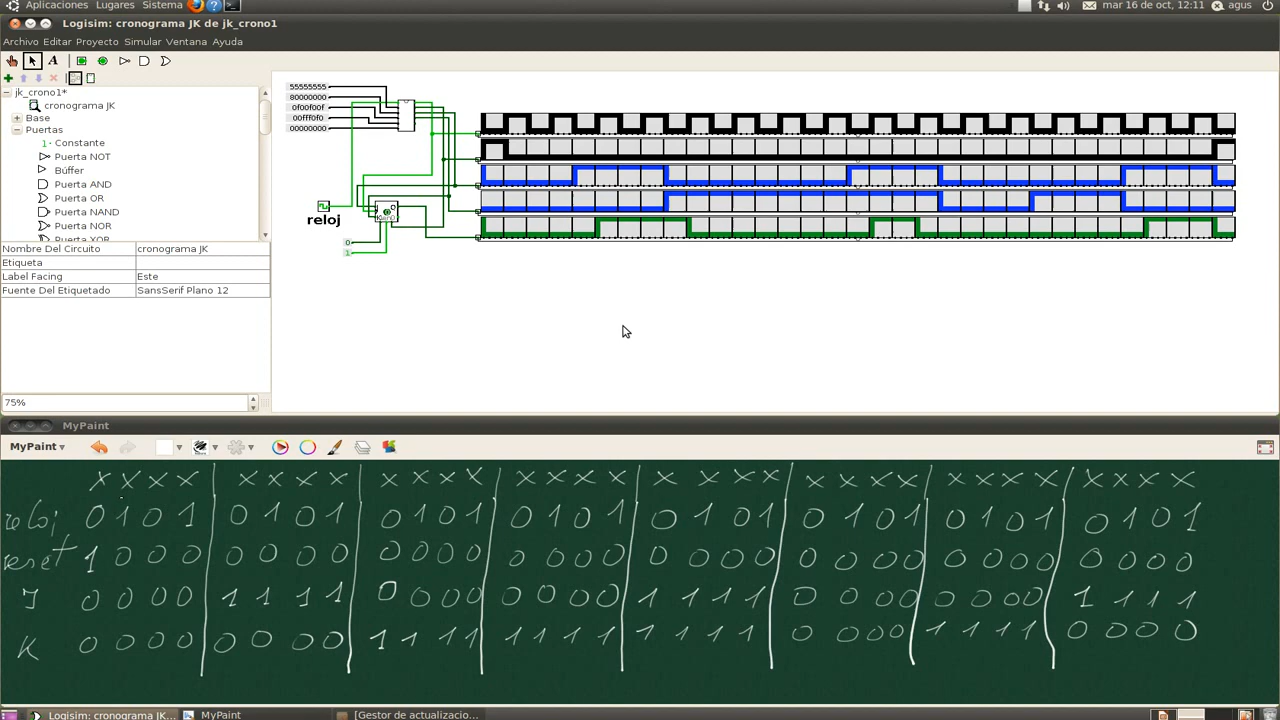 Aplicaciones Lugares Sistema mar 16 de oct, 12:11 agus
Logisim: cronograma JK de jk_crono1
Archivo Editar Proyecto Simular Ventana Ayuda
A
jk_crono1*
cronograma JK
Base
Puertas
1 Constante
Puerta NOT
Búffer
Puerta AND
Puerta OR
Puerta NAND
Puerta NOR
Puerta XOR
Nombre Del Circuito cronograma JK
Etiqueta
Label Facing Este
Fuente Del Etiquetado SansSerif Plano 12
75%
55555555
80000000
0f00f00f
00fff0f0
00000000
reloj
0
1
MyPaint
MyPaint
x x x x x x x x x x x x x x x x x x x x x x x x x x x x x x x x
reloj 0 1 0 1 0 1 0 1 0 1 0 1 0 1 0 1 0 1 0 1 0 1 0 1 0 1 0 1 0 1 0 1
reset 1 0 0 0 0 0 0 0 0 0 0 0 0 0 0 0 0 0 0 0 0 0 0 0 0 0 0 0 0 0 0 0
J 0 0 0 0 1 1 1 1 0 0 0 0 0 0 0 0 1 1 1 1 0 0 0 0 0 0 0 0 1 1 1 1
K 0 0 0 0 0 0 0 0 1 1 1 1 1 1 1 1 1 1 1 1 0 0 0 0 1 1 1 1 0 0 0 0
Logisim: cronograma JK... MyPaint [Gestor de actualizacio...